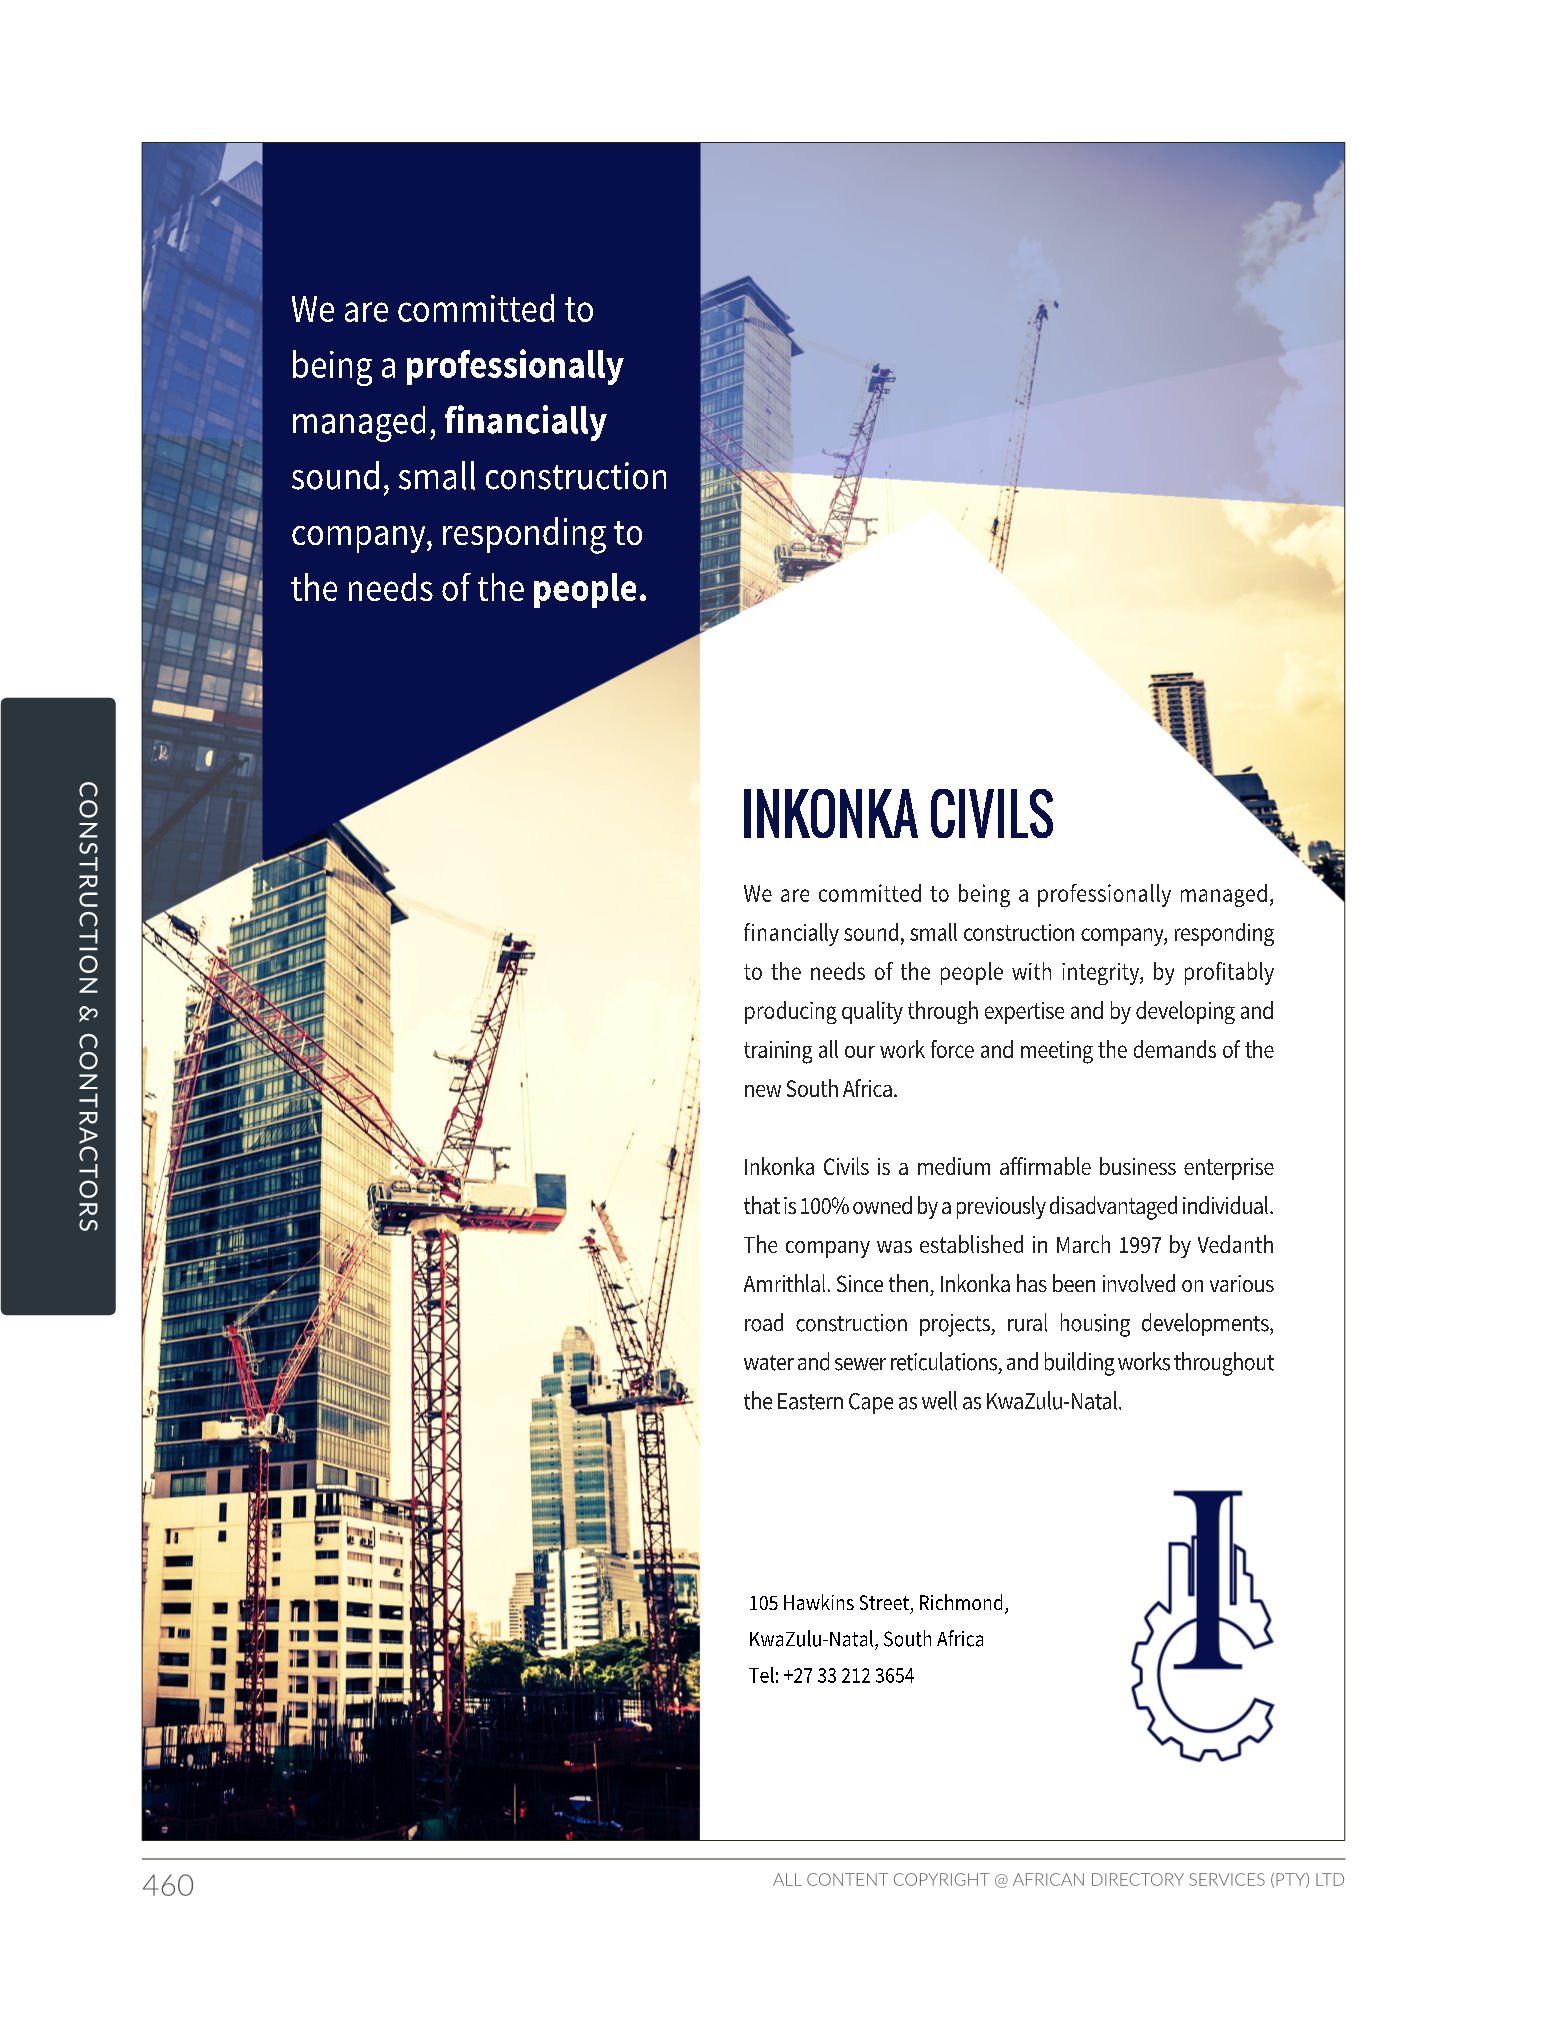 We are committed to
being a professionally
managed, financially
sound, small construction
company, responding to
the needs of the people.
CONSTRUCTION & CONTRACTORS
INKONKA CIVILS
We are committed to being a professionally managed,
financially sound, small construction company, responding
to the needs of the people with integrity, by profitably
producing quality through expertise and by developing and
training all our work force and meeting the demands of the
new South Africa.
Inkonka Civils is a medium affirmable business enterprise
that is 100% owned by a previously disadvantaged individual.
The company was established in March 1997 by Vedanth
Amrithlal. Since then, Inkonka has been involved on various
road construction projects, rural housing developments,
water and sewer reticulations, and building works throughout
the Eastern Cape as well as KwaZulu-Natal.
105 Hawkins Street, Richmond,
KwaZulu-Natal, South Africa
Tel: +27 33 212 3654
IC
460
ALL CONTENT COPYRIGHT @ AFRICAN DIRECTORY SERVICES (PTY) LTD